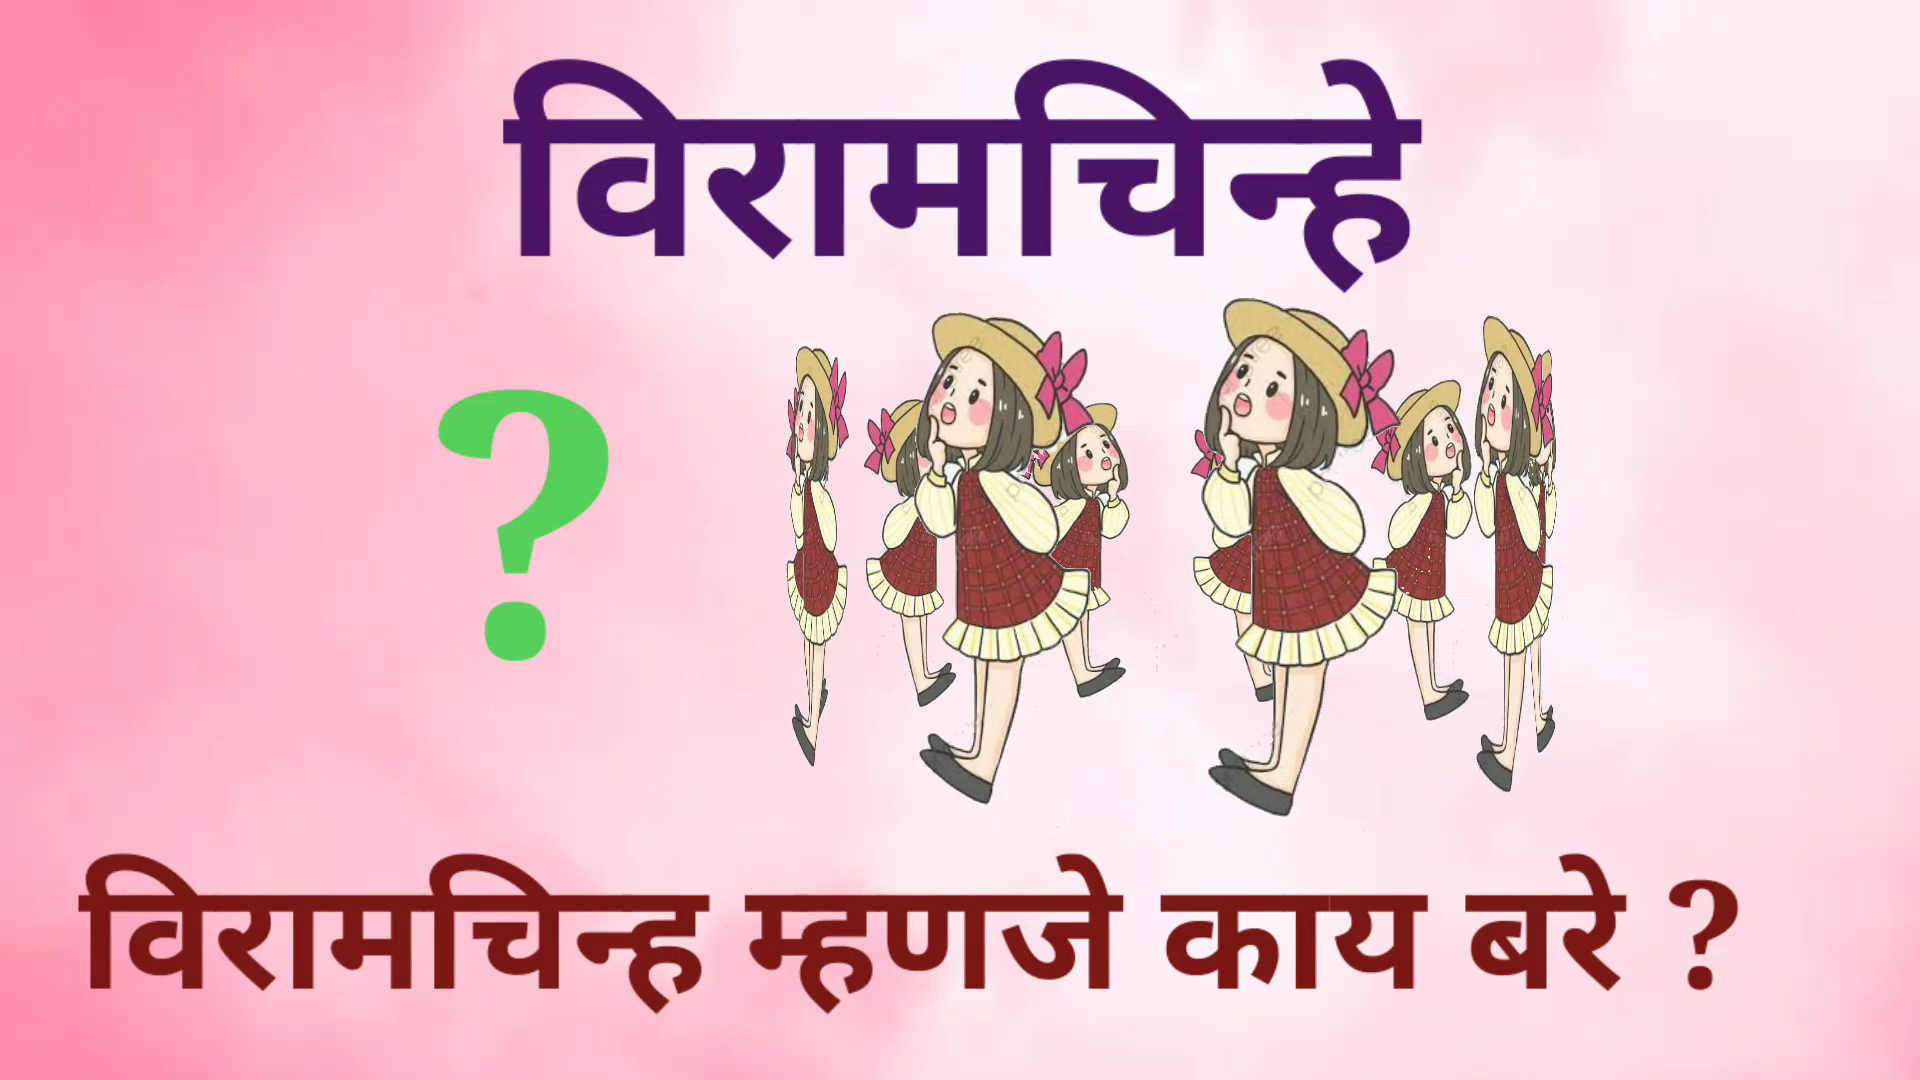 विरामचिन्हे
?
विरामचिन्ह म्हणजे काय बरे ?